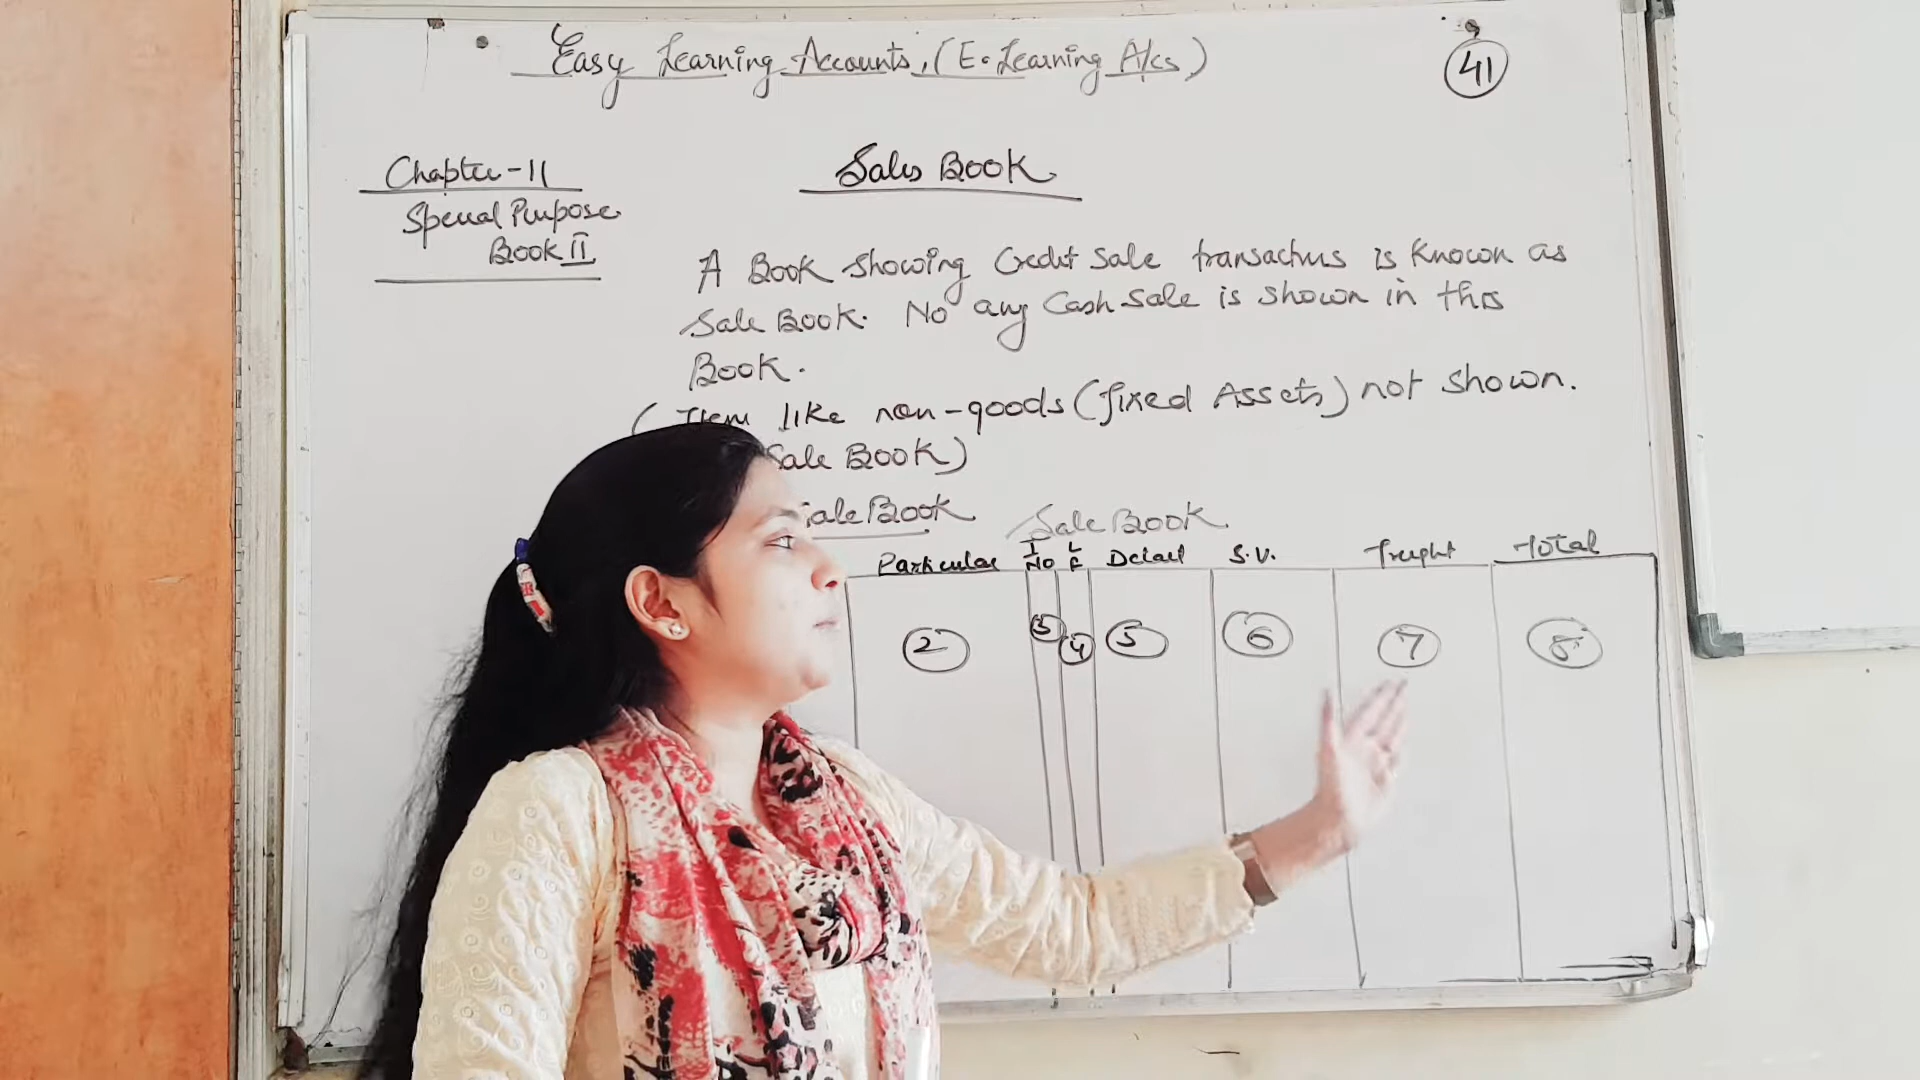 Easy Learning Accounts, (E. Learning A/cs)
41
Chapter-11
Special Purpose
Book II
Sales Book
A Book showing Credit Sale transactions is known as
Sale Book. No any Cash Sale is shown in this
Book.
(Item like non-goods (fixed Assets) not shown.
Sale Book)
Sale Book
Sale Book.
Particular I No L F Detail S.V. Freight Total
2 3 4 5 6 7 8